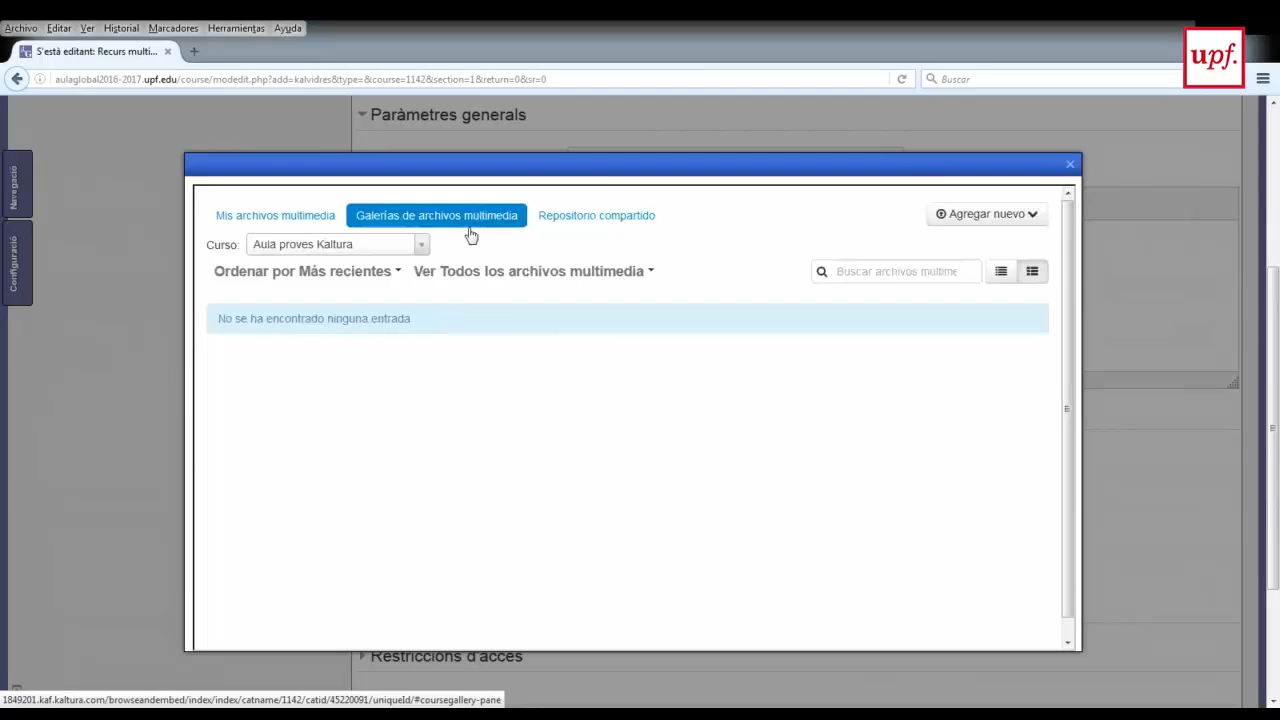 Archivo Editar Ver Historial Marcadores Herramientas Ayuda
S'està editant: Recurs multi...
upf.
aulaglobal2016-2017.upf.edu/course/modedit.php?add=kalvidres&type=&course=1142&section=1&return=0&sr=0
Buscar
Paràmetres generals
Navegació
Configuració
Mis archivos multimedia
Galerías de archivos multimedia
Repositorio compartido
Agregar nuevo
Curso: Aula proves Kaltura
Ordenar por Más recientes
Ver Todos los archivos multimedia
Buscar archivos multime
No se ha encontrado ninguna entrada
Restriccions d'accés
1849201.kaf.kaltura.com/browseandembed/index/index/catname/1142/catid/45220091/uniqueId/#coursegallery-pane